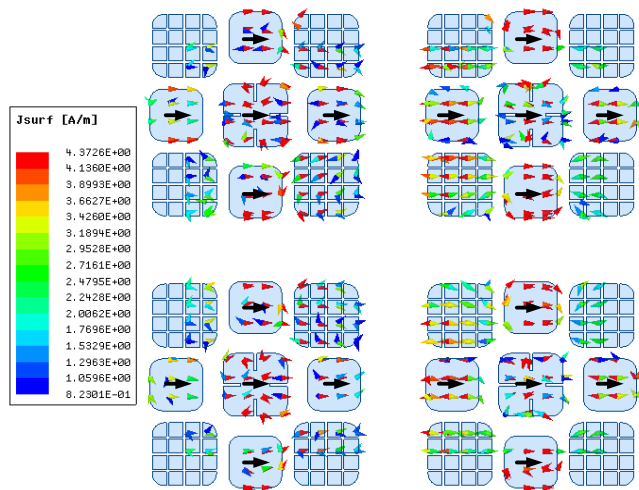 Jsurf [A/m]
4.3726E+00
4.1360E+00
3.8993E+00
3.6627E+00
3.4260E+00
3.1894E+00
2.9528E+00
2.7161E+00
2.4795E+00
2.2428E+00
2.0062E+00
1.7696E+00
1.5329E+00
1.2963E+00
1.0596E+00
8.2301E-01